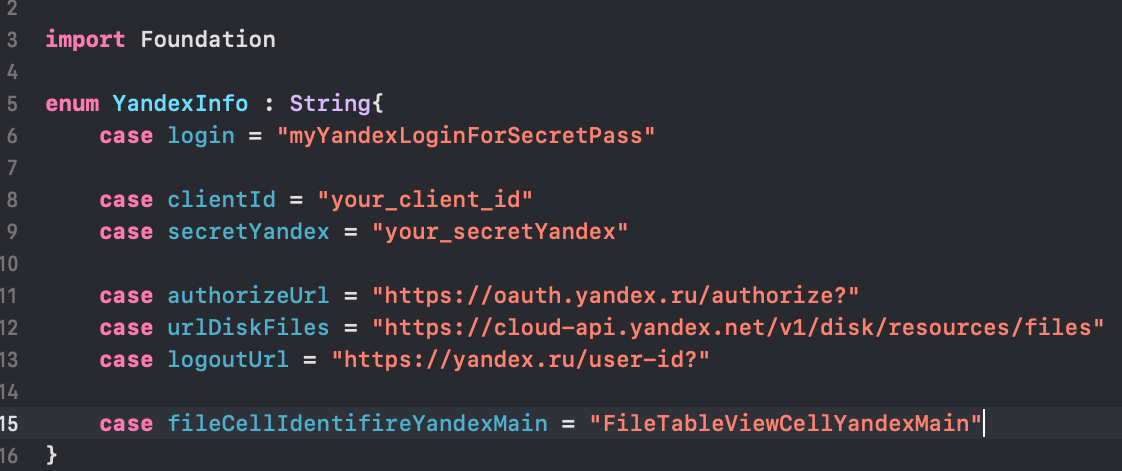 2
3 import Foundation
4
5 enum YandexInfo : String{
6 case login = "myYandexLoginForSecretPass"
7
8 case clientId = "your_client_id"
9 case secretYandex = "your_secretYandex"
10
11 case authorizeUrl = "https://oauth.yandex.ru/authorize?"
12 case urlDiskFiles = "https://cloud-api.yandex.net/v1/disk/resources/files"
13 case logoutUrl = "https://yandex.ru/user-id?"
14
15 case fileCellIdentifireYandexMain = "FileTableViewCellYandexMain"
16 }